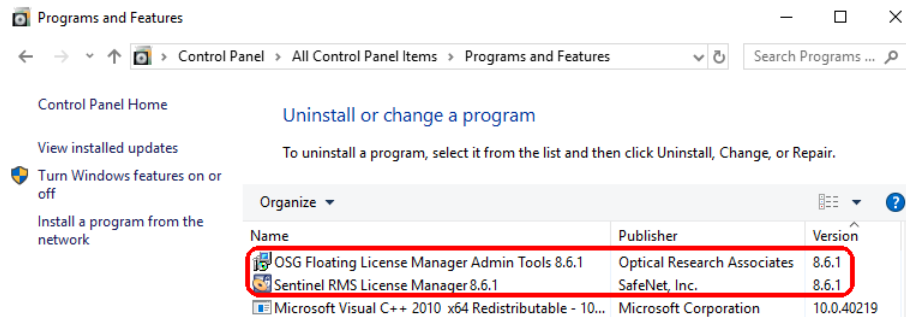 Programs and Features
Control Panel > All Control Panel Items > Programs and Features
Search Programs ...
Control Panel Home
View installed updates
Turn Windows features on or
off
Install a program from the
network
Uninstall or change a program
To uninstall a program, select it from the list and then click Uninstall, Change, or Repair.
Organize
?
Name Publisher Version
OSG Floating License Manager Admin Tools 8.6.1 Optical Research Associates 8.6.1
Sentinel RMS License Manager 8.6.1 SafeNet, Inc. 8.6.1
Microsoft Visual C++ 2010 x64 Redistributable - 10... Microsoft Corporation 10.0.40219